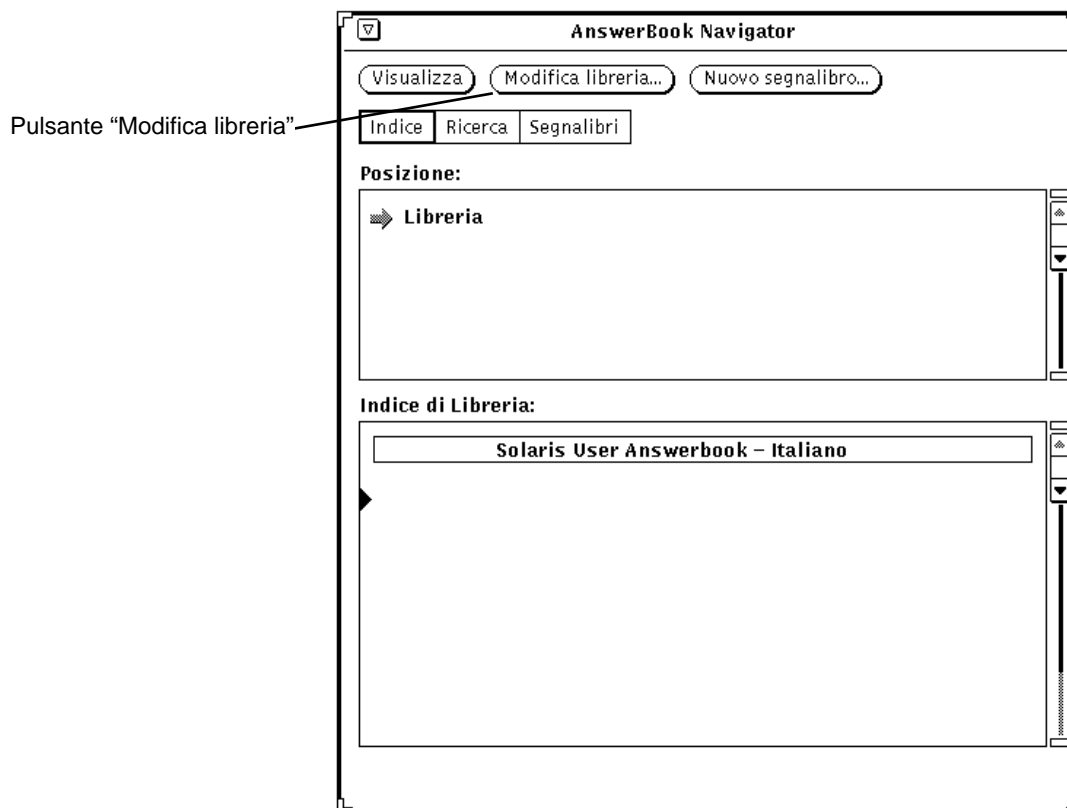 AnswerBook Navigator
Visualizza Modifica libreria... Nuovo segnalibro...
Pulsante “Modifica libreria”
Indice Ricerca Segnalibri
Posizione:
Libreria
Indice di Libreria:
Solaris User Answerbook – Italiano